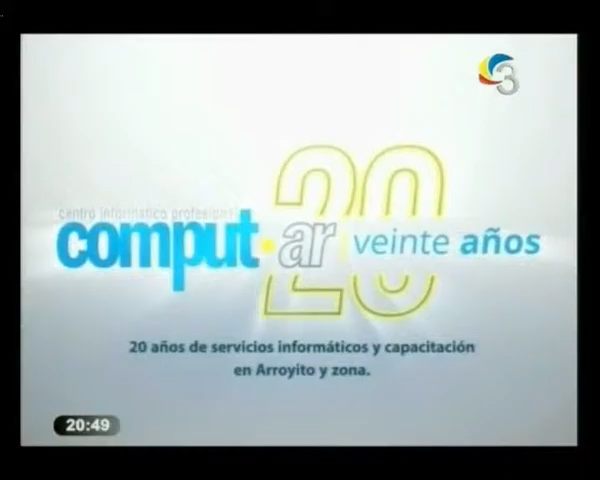 3
20
centro informático profesional
comput.ar veinte años
20 años de servicios informáticos y capacitación
en Arroyito y zona.
20:49